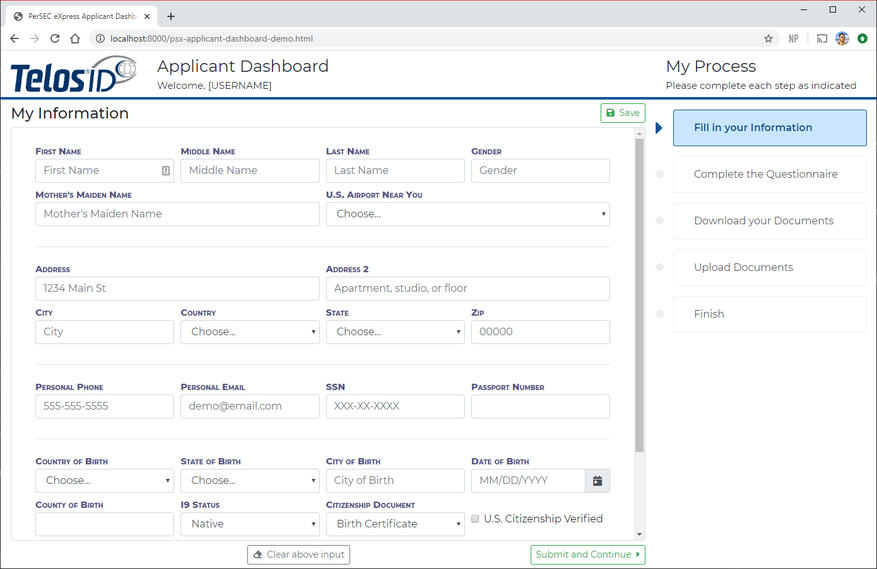 PerSEC eXpress Applicant Dashb
localhost:8000/psx-applicant-dashboard-demo.html
NP
Telos ID
Applicant Dashboard
Welcome, [USERNAME]
My Process
Please complete each step as indicated
My Information
Save
Fill in your Information
Complete the Questionnaire
Download your Documents
Upload Documents
Finish
First Name Middle Name Last Name Gender
First Name Middle Name Last Name Gender
Mother's Maiden Name U.S. Airport Near You
Mother's Maiden Name Choose...
Address Address 2
1234 Main St Apartment, studio, or floor
City Country State Zip
City Choose... Choose... 00000
Personal Phone Personal Email SSN Passport Number
555-555-5555 demo@email.com XXX-XX-XXXX
Country of Birth State of Birth City of Birth Date of Birth
Choose... Choose... City of Birth MM/DD/YYYY
County of Birth I9 Status Citizenship Document
Native Birth Certificate U.S. Citizenship Verified
Clear above input Submit and Continue